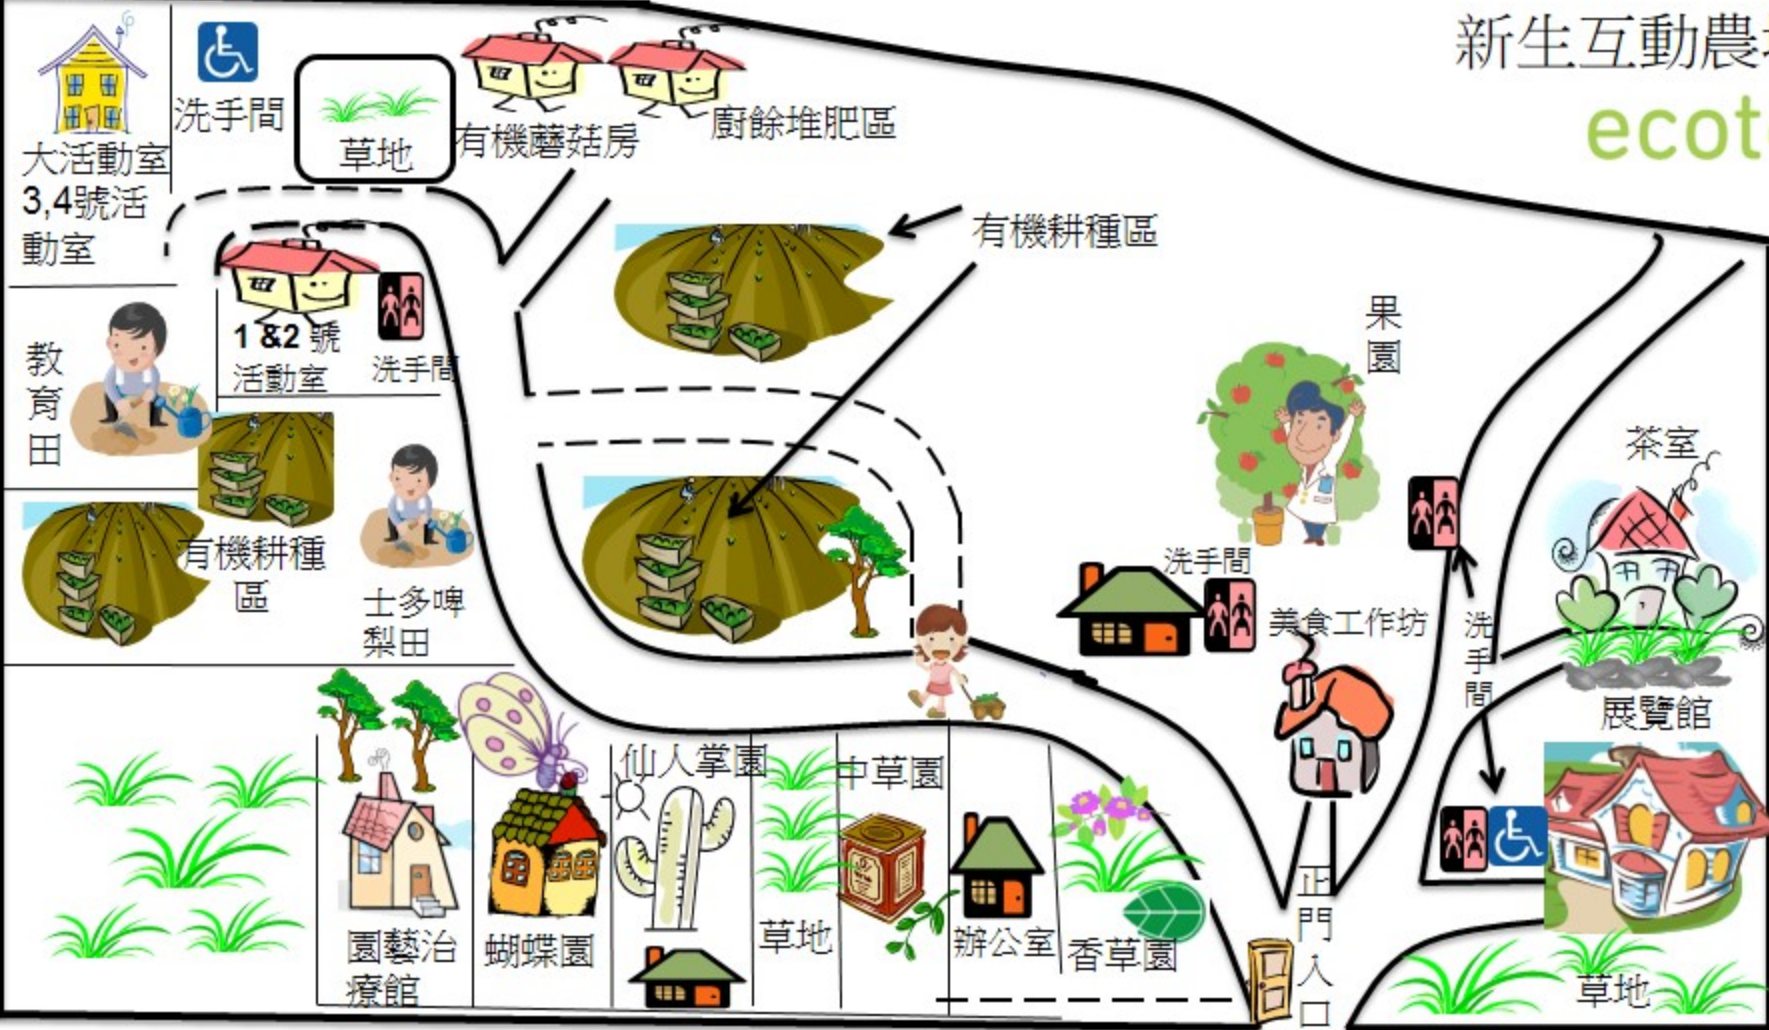 新生互動農場
ecot
大活動室
3,4號活
動室
洗手間
草地
有機蘑菇房
廚餘堆肥區
有機耕種區
1 &2 號
活動室
洗手間
教
育
田
有機耕種
區
士多啤
梨田
果
園
洗手間
美食工作坊
洗
手
間
茶室
展覽館
園藝治
療館
蝴蝶園
仙人掌園
草地
中草園
辦公室
香草園
正
門
入
口
草地